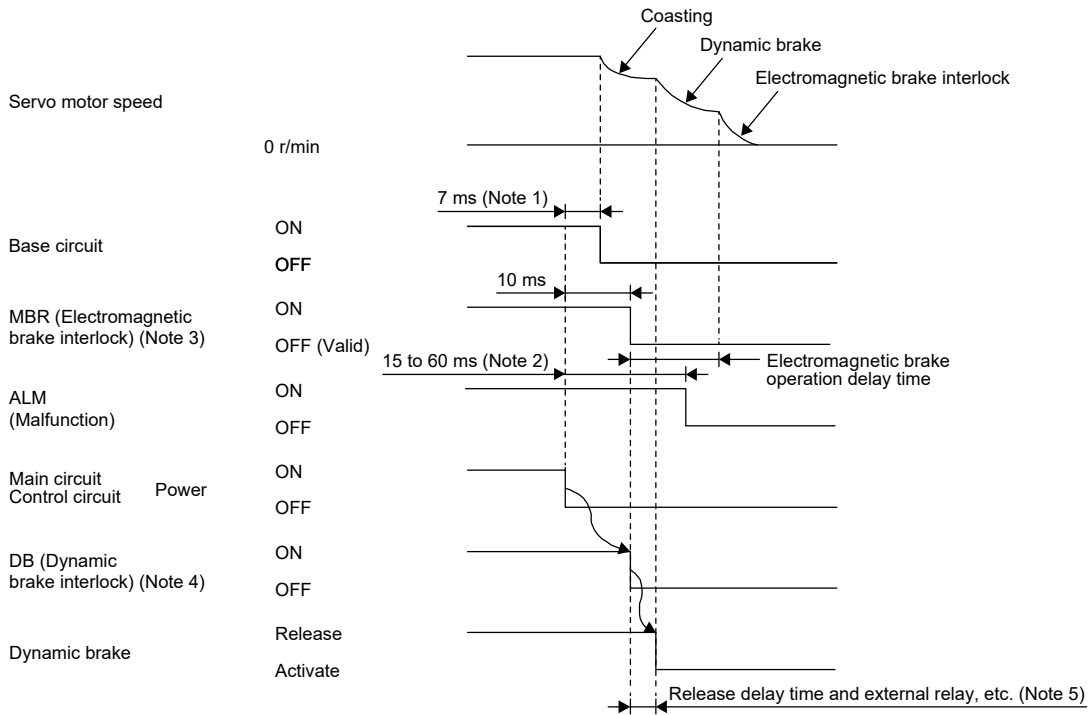 Coasting
Dynamic brake
Electromagnetic brake interlock
Servo motor speed
0 r/min
7 ms (Note 1)
ON
Base circuit
OFF
10 ms
MBR (Electromagnetic
brake interlock) (Note 3)
ON
OFF (Valid)
Electromagnetic brake
operation delay time
15 to 60 ms (Note 2)
ALM
(Malfunction)
ON
OFF
Main circuit
Control circuit
Power
ON
OFF
DB (Dynamic
brake interlock) (Note 4)
ON
OFF
Dynamic brake
Release
Activate
Release delay time and external relay, etc. (Note 5)